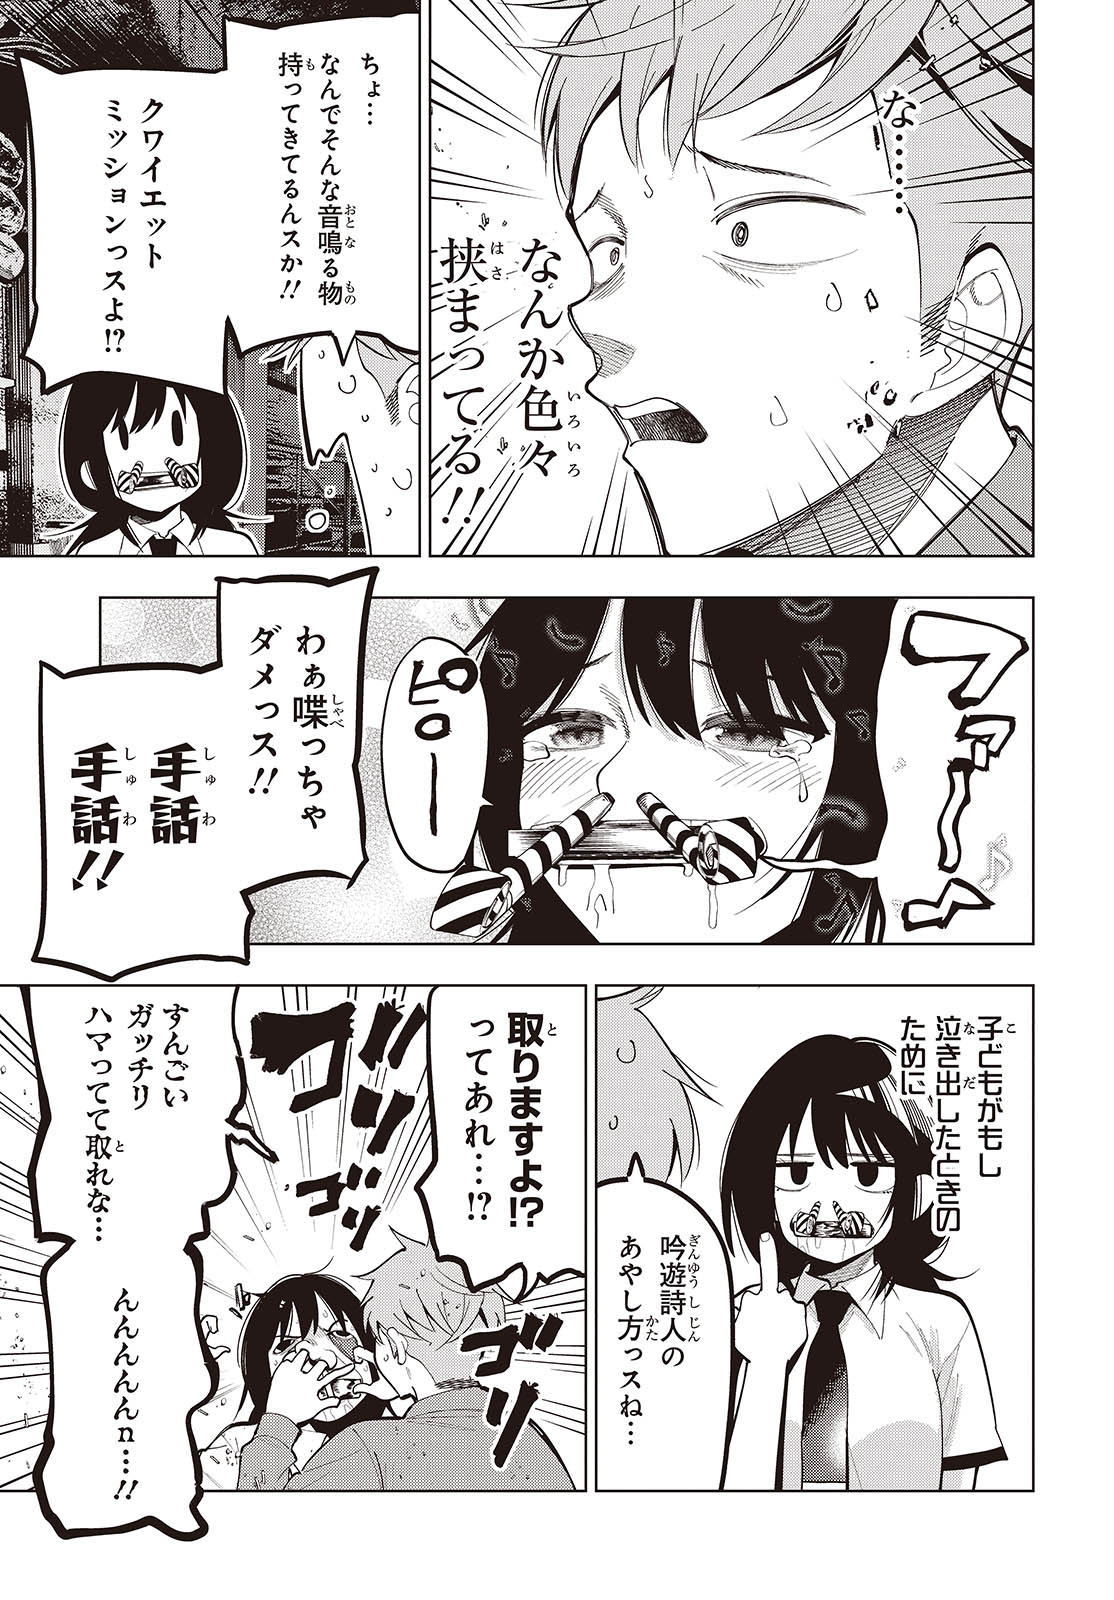 な………
なんか色々
挟まってる!!
ちょ…
なんでそんな音鳴る物
持ってきてるんスか!!
クワイエット
ミッションっスよ!?
ファ〜〜
ピロー
わぁ喋っちゃ
ダメっス!!
手話
手話!!
子どもがもし
泣き出したときの
ために
吟遊詩人の
あやし方っスね…
取りますよ!?
ってあれ…!?
ゴリ
ゴリ
ゴリ
すんごい
ガッチリ
ハマってて取れな…
んんんんんn…!!